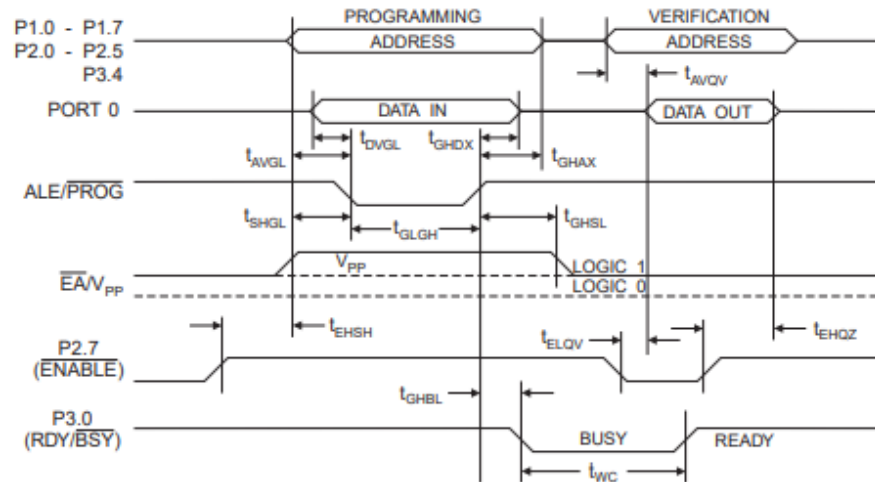 PROGRAMMING VERIFICATION
P1.0 - P1.7
P2.0 - P2.5
P3.4
ADDRESS ADDRESS
tAVQV
PORT 0 DATA IN DATA OUT
tDVGL tGHDX
tAVGL tGHAX
ALE/PROG
tSHGL tGLGH tGHSL
VPP LOGIC 1
EA/VPP LOGIC 0
tEHSH tELQV tEHQZ
P2.7
(ENABLE)
tGHBL
P3.0
(RDY/BSY) BUSY READY
tWC